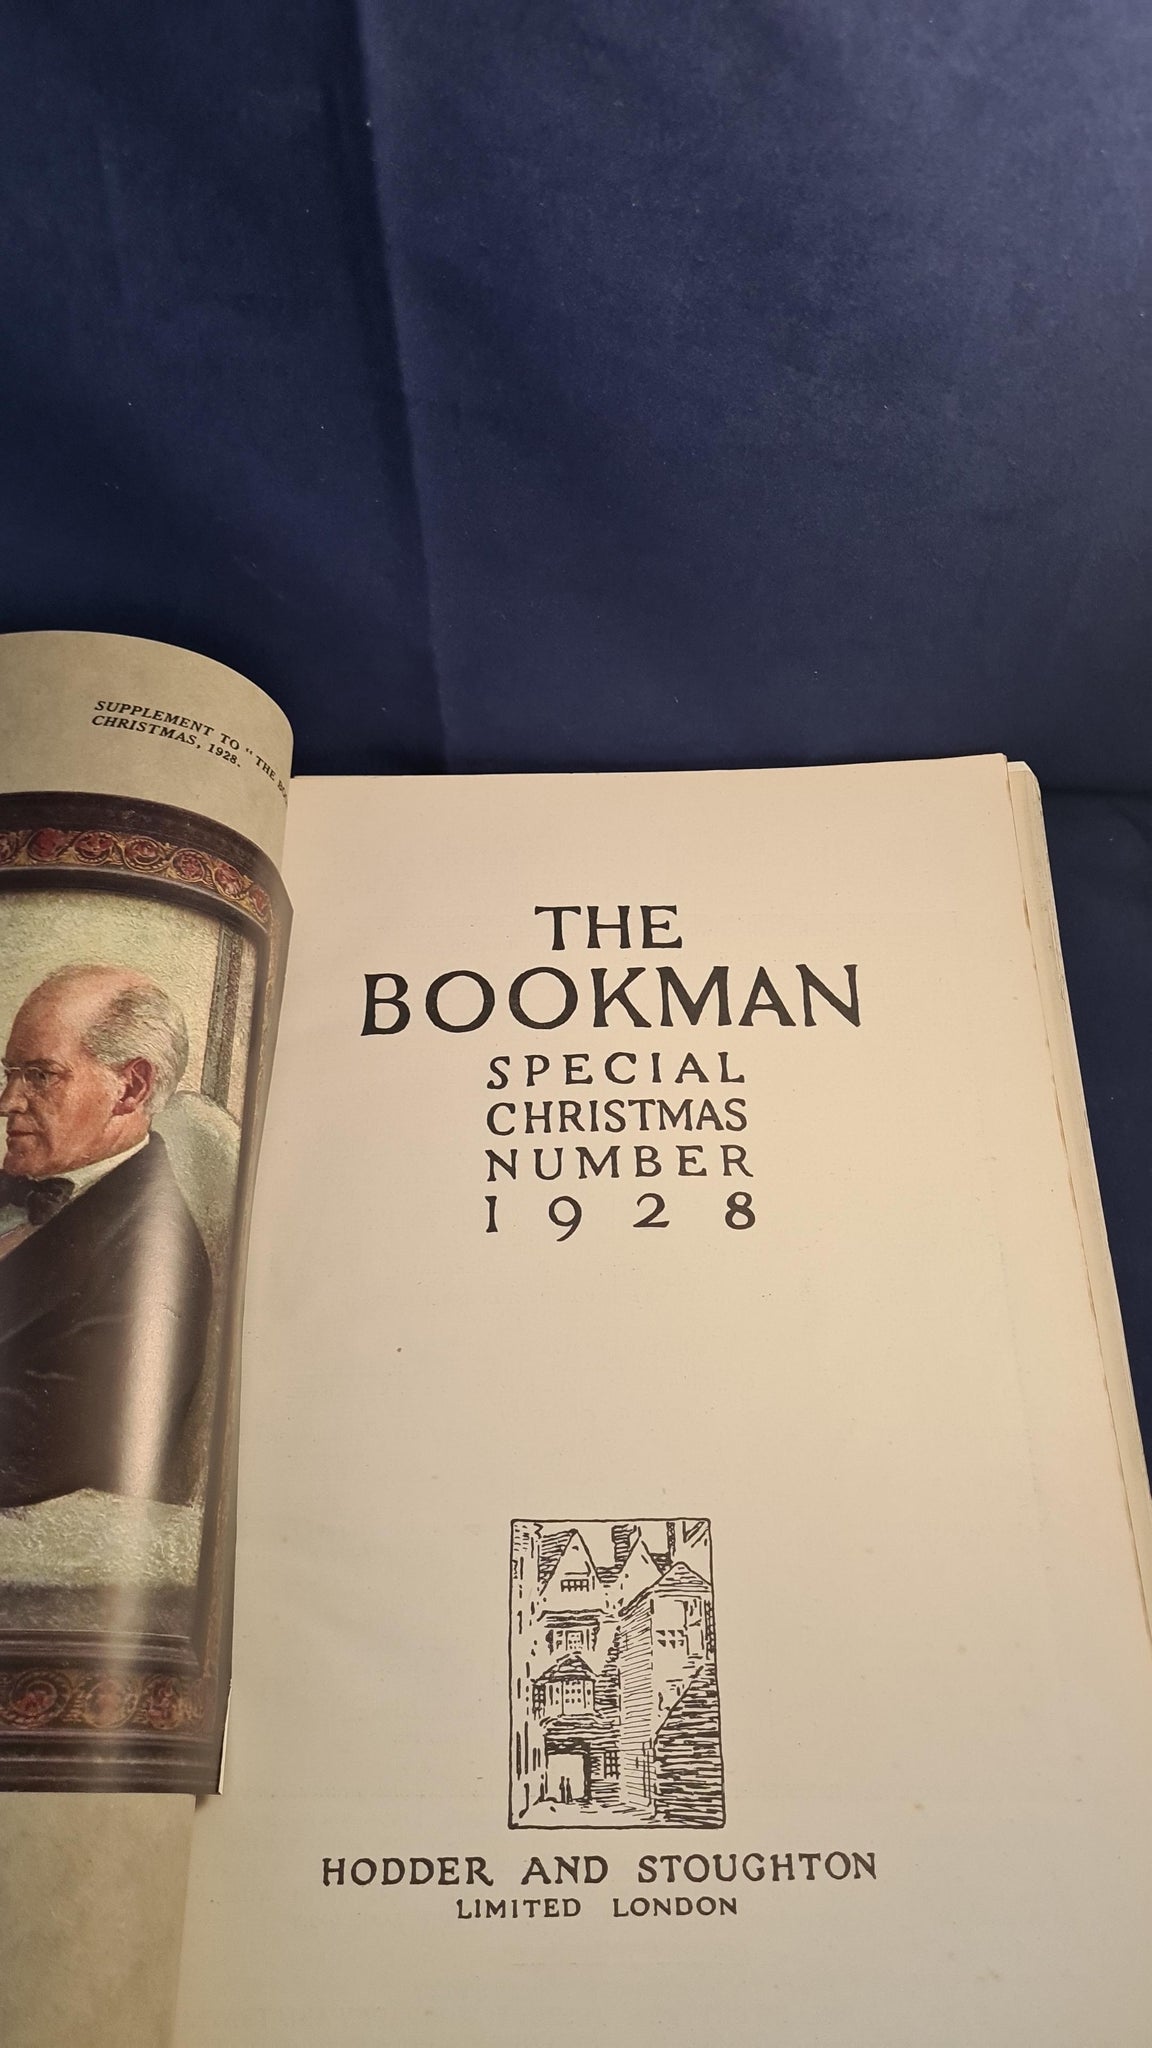 SUPPLEMENT TO "THE
CHRISTMAS, 1928.
THE
BOOKMAN
SPECIAL
CHRISTMAS
NUMBER
1928
HODDER AND STOUGHTON
LIMITED LONDON